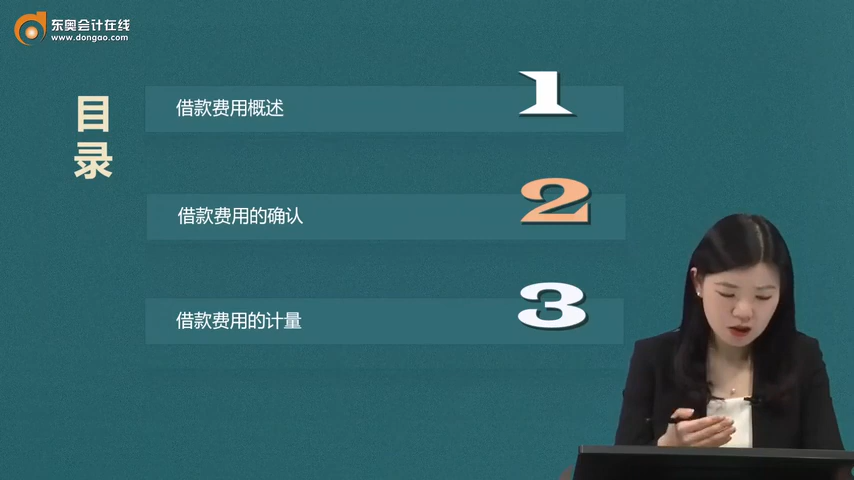 东奥会计在线
www.dongao.com
目录
借款费用概述
1
借款费用的确认
2
借款费用的计量
3